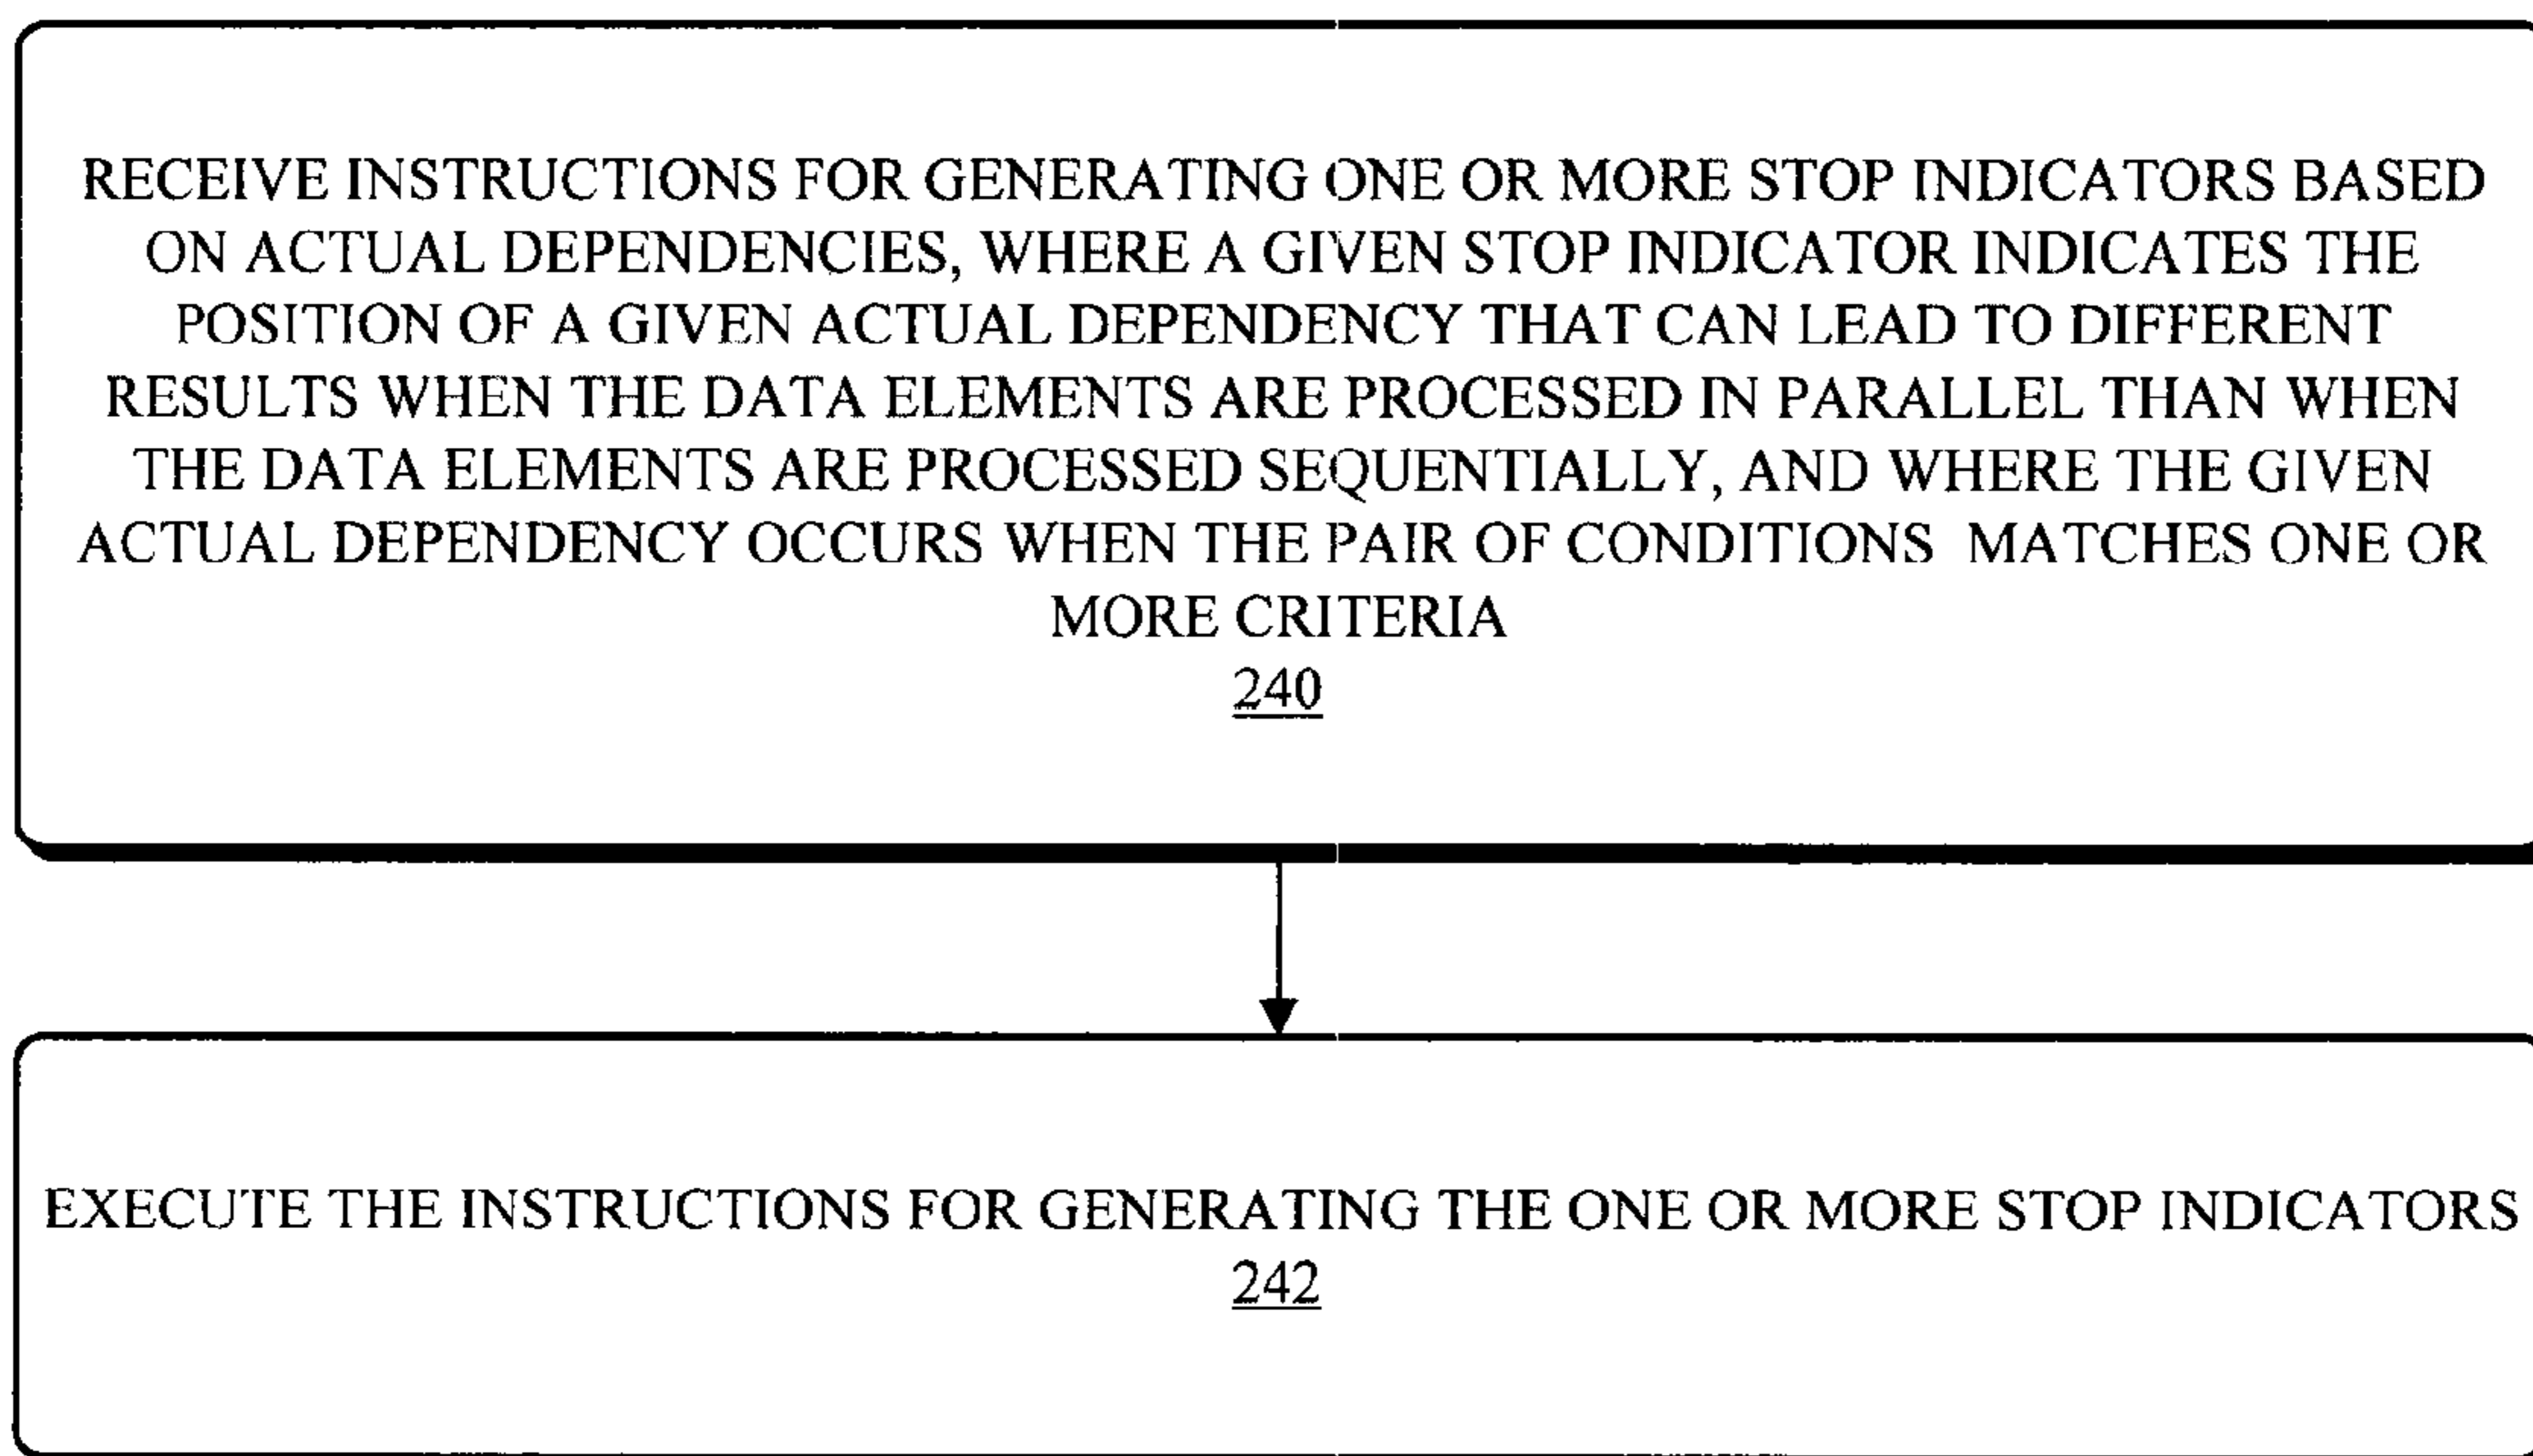 RECEIVE INSTRUCTIONS FOR GENERATING ONE OR MORE STOP INDICATORS BASED
ON ACTUAL DEPENDENCIES, WHERE A GIVEN STOP INDICATOR INDICATES THE
POSITION OF A GIVEN ACTUAL DEPENDENCY THAT CAN LEAD TO DIFFERENT
RESULTS WHEN THE DATA ELEMENTS ARE PROCESSED IN PARALLEL THAN WHEN
THE DATA ELEMENTS ARE PROCESSED SEQUENTIALLY, AND WHERE THE GIVEN
ACTUAL DEPENDENCY OCCURS WHEN THE PAIR OF CONDITIONS MATCHES ONE OR
MORE CRITERIA
240
EXECUTE THE INSTRUCTIONS FOR GENERATING THE ONE OR MORE STOP INDICATORS
242